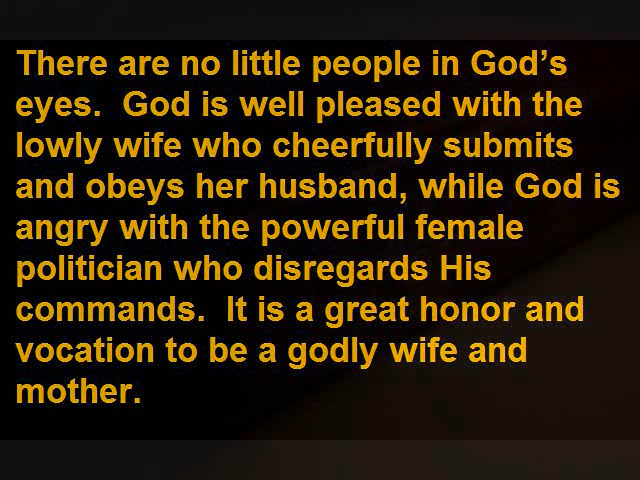 There are no little people in God’s
eyes.  God is well pleased with the
lowly wife who cheerfully submits
and obeys her husband, while God is
angry with the powerful female
politician who disregards His
commands.  It is a great honor and
vocation to be a godly wife and
mother.